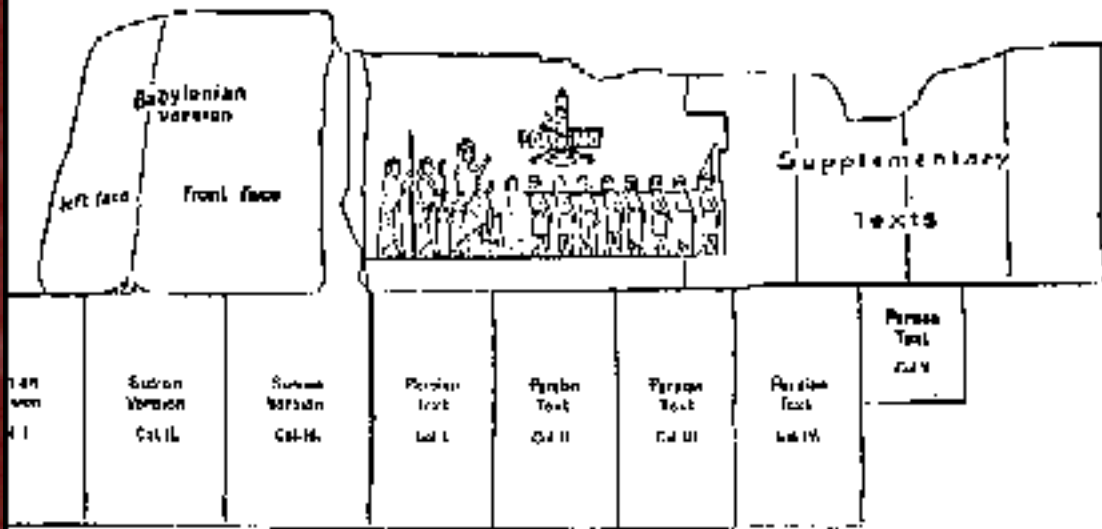 Babylonian
Version
left face
front face
Supplementary
Texts
Version
Col.II.
Susian
Version
Col.III.
Persian
Text
Col I.
Persian
Text
Col II
Persian
Text
Col III
Persian
Text
Col IV.
Persian
Text
Col V